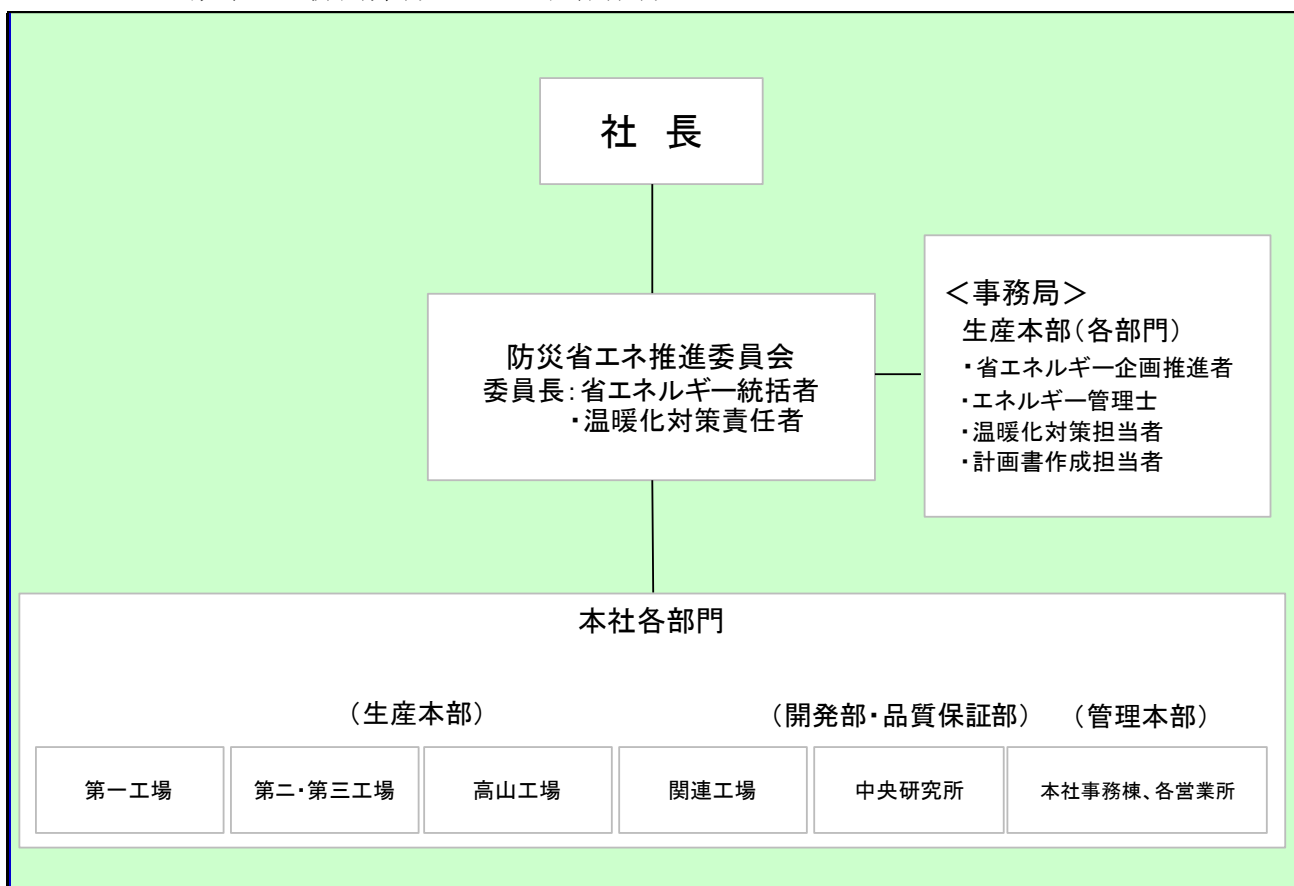 社 長
防災省エネ推進委員会
委員長:省エネルギー統括者
・温暖化対策責任者
<事務局>
生産本部(各部門)
・省エネルギー企画推進者
・エネルギー管理士
・温暖化対策担当者
・計画書作成担当者
本社各部門
(生産本部) (開発部・品質保証部) (管理本部)
第一工場 第二・第三工場 高山工場 関連工場 中央研究所 本社事務棟、各営業所